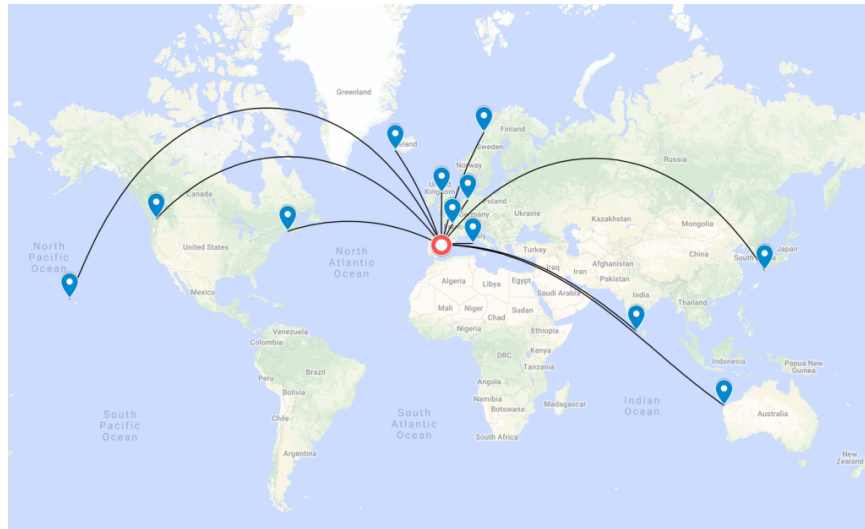 Greenland
Finland
Sweden
Norway
Russia
Canada
United
Kingdom
Poland
Germany
Ukraine
Kazakhstan
Mongolia
North
Pacific
Ocean
United States
North
Atlantic
Ocean
Turkey
China
Japan
Afghanistan
Iraq
Iran
Pakistan
Algeria
Libya
Egypt
Saudi Arabia
India
Thailand
Mexico
Mali
Niger
Sudan
Chad
Nigeria
Ethiopia
Venezuela
Colombia
Kenya
DRC
Tanzania
Indonesia
Papua New
Guinea
Peru
Brazil
Bolivia
Angola
Namibia
Botswana
Madagascar
Indian
Ocean
Australia
South
Pacific
Ocean
Chile
South
Atlantic
Ocean
South Africa
Argentina
New
Zealand